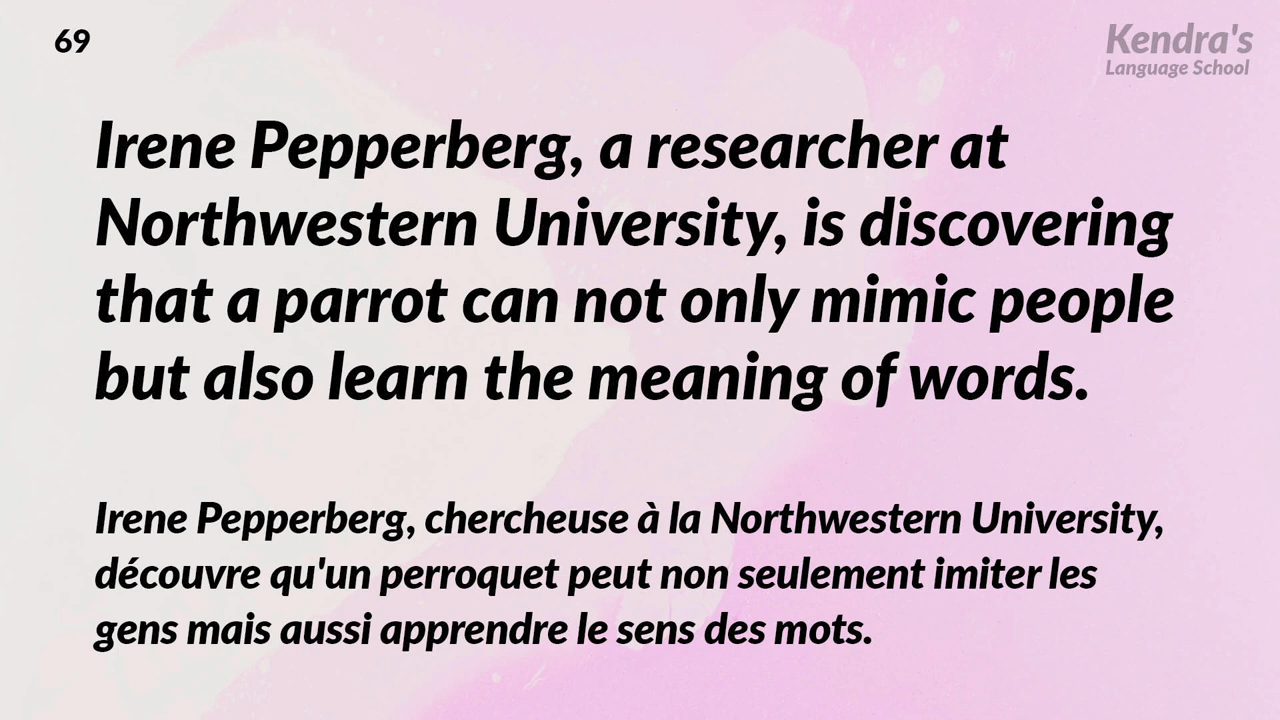 69
Kendra's
Language School
Irene Pepperberg, a researcher at
Northwestern University, is discovering
that a parrot can not only mimic people
but also learn the meaning of words.
Irene Pepperberg, chercheuse à la Northwestern University,
découvre qu'un perroquet peut non seulement imiter les
gens mais aussi apprendre le sens des mots.